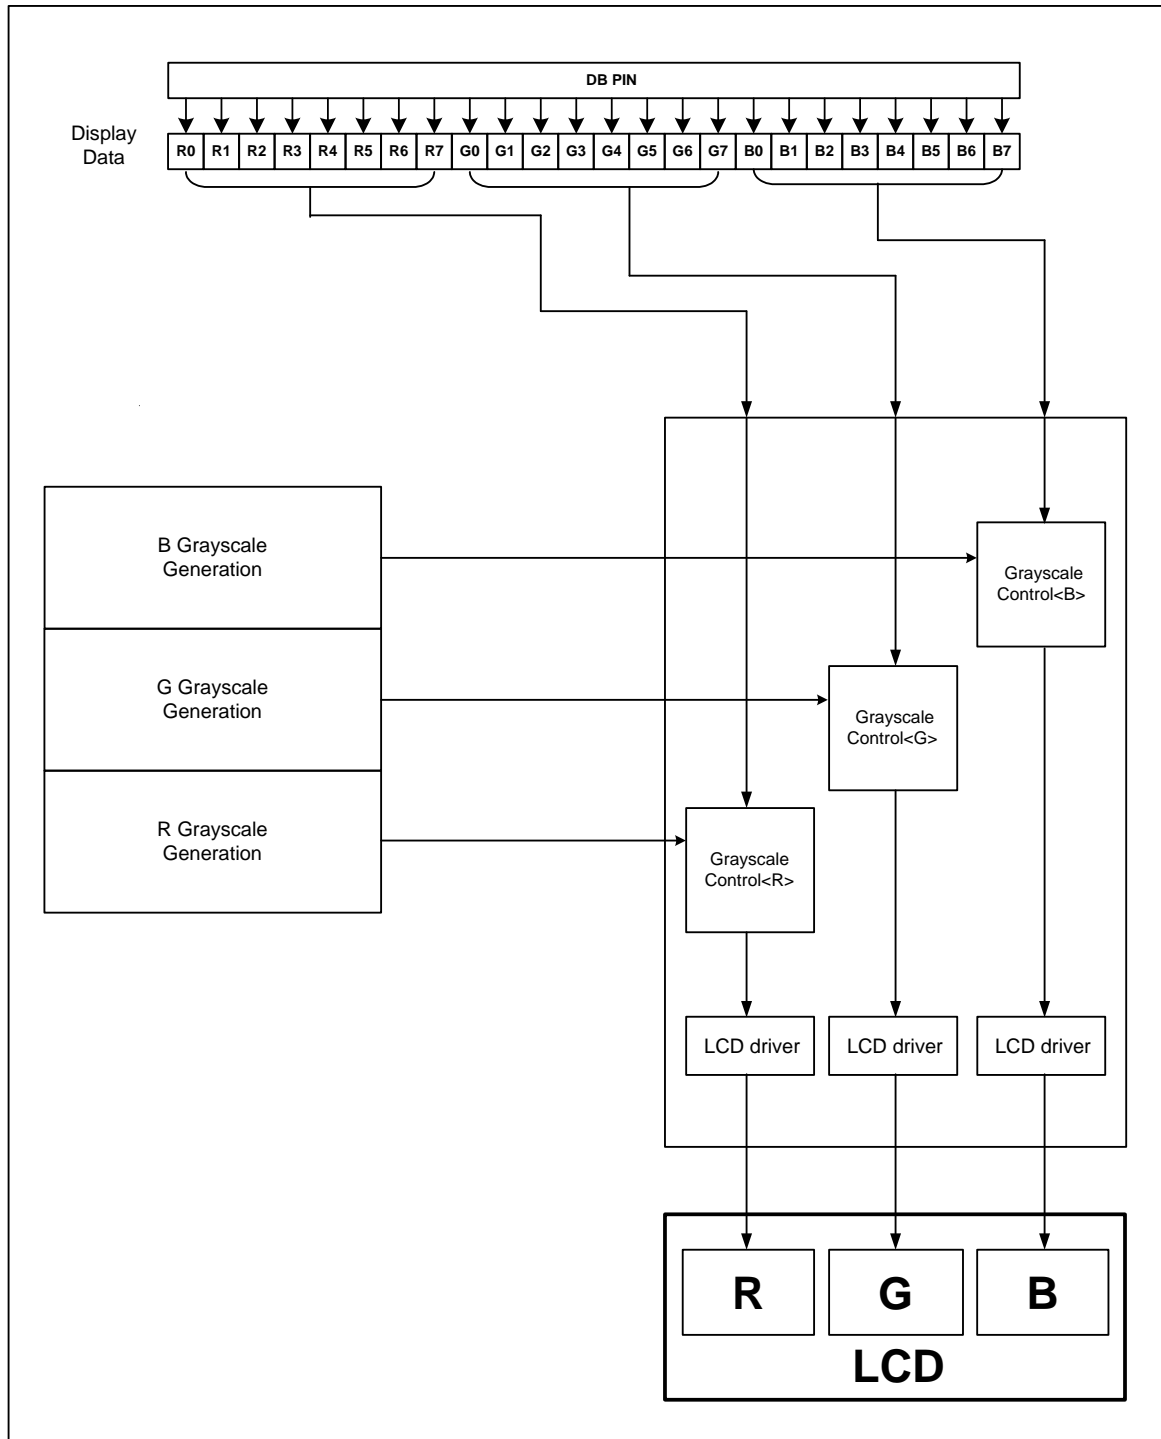 DB PIN
Display
Data
R0 R1 R2 R3 R4 R5 R6 R7 G0 G1 G2 G3 G4 G5 G6 G7 B0 B1 B2 B3 B4 B5 B6 B7
B Grayscale
Generation
Grayscale
Control<B>
G Grayscale
Generation
Grayscale
Control<G>
R Grayscale
Generation
Grayscale
Control<R>
LCD driver
LCD driver
LCD driver
R
G
B
LCD